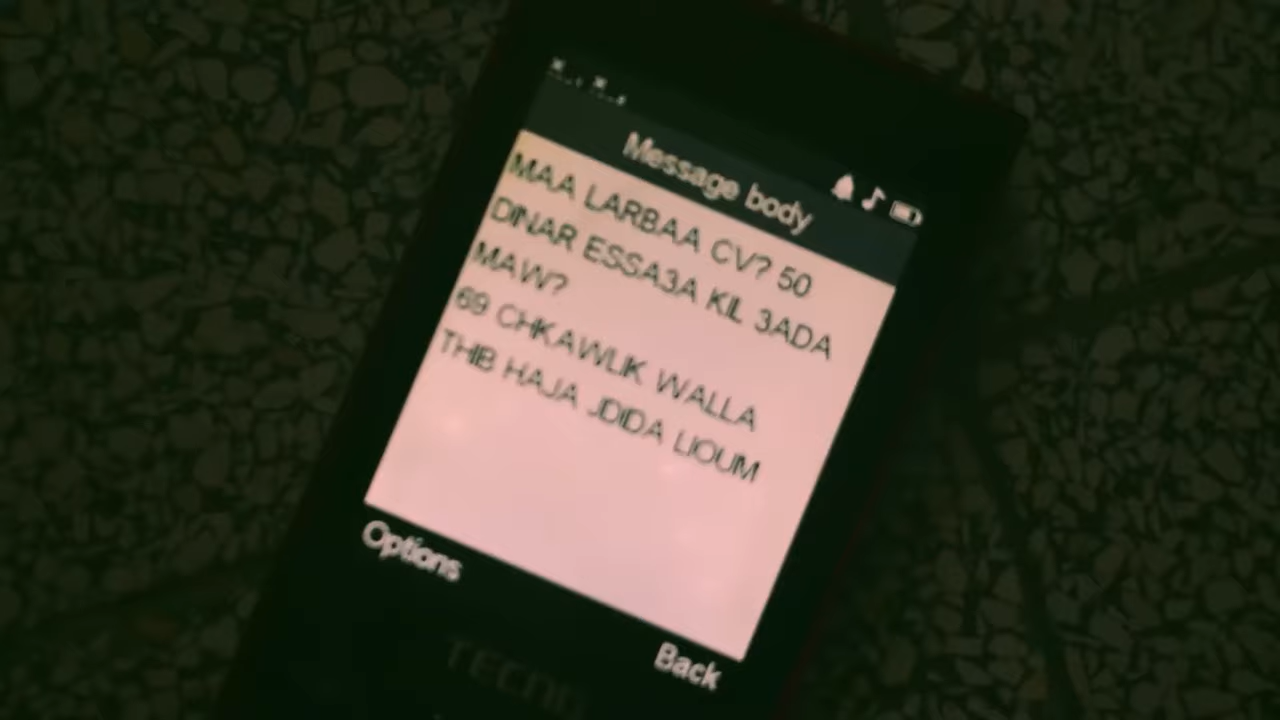 Message body
MAA LARBAA CV? 50
DINAR ESSA3A KIL 3ADA
MAW?
69 CHKAWLIK WALLA
THIB HAJA JDIDA LIOUM
Options
Back
TECNO